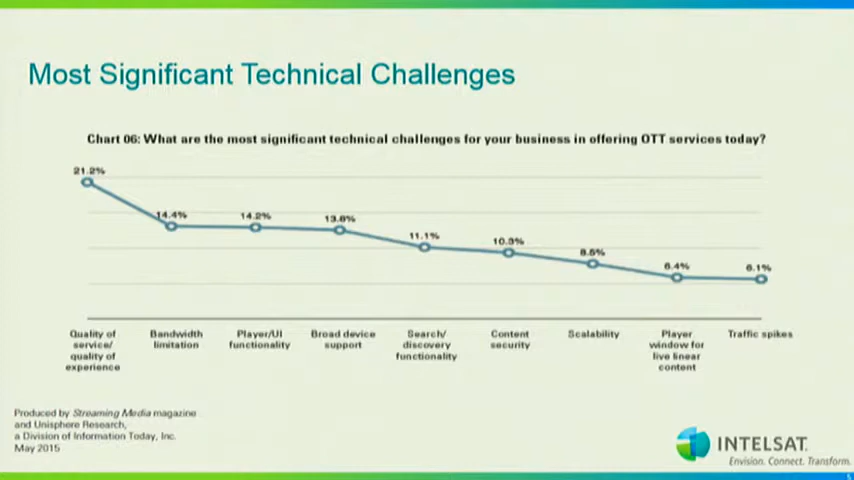 Most Significant Technical Challenges
Chart 06: What are the most significant technical challenges for your business in offering OTT services today?
21.2%
14.4%
14.2%
13.8%
11.1%
10.3%
8.5%
6.4%
6.1%
Quality of
service/
quality of
experience
Bandwidth
limitation
Player/UI
functionality
Broad device
support
Search/
discovery
functionality
Content
security
Scalability
Player
window for
live linear
content
Traffic spikes
Produced by Streaming Media magazine
and Unisphere Research,
a Division of Information Today, Inc.
May 2015
INTELSAT.
Envision. Connect. Transform.
5